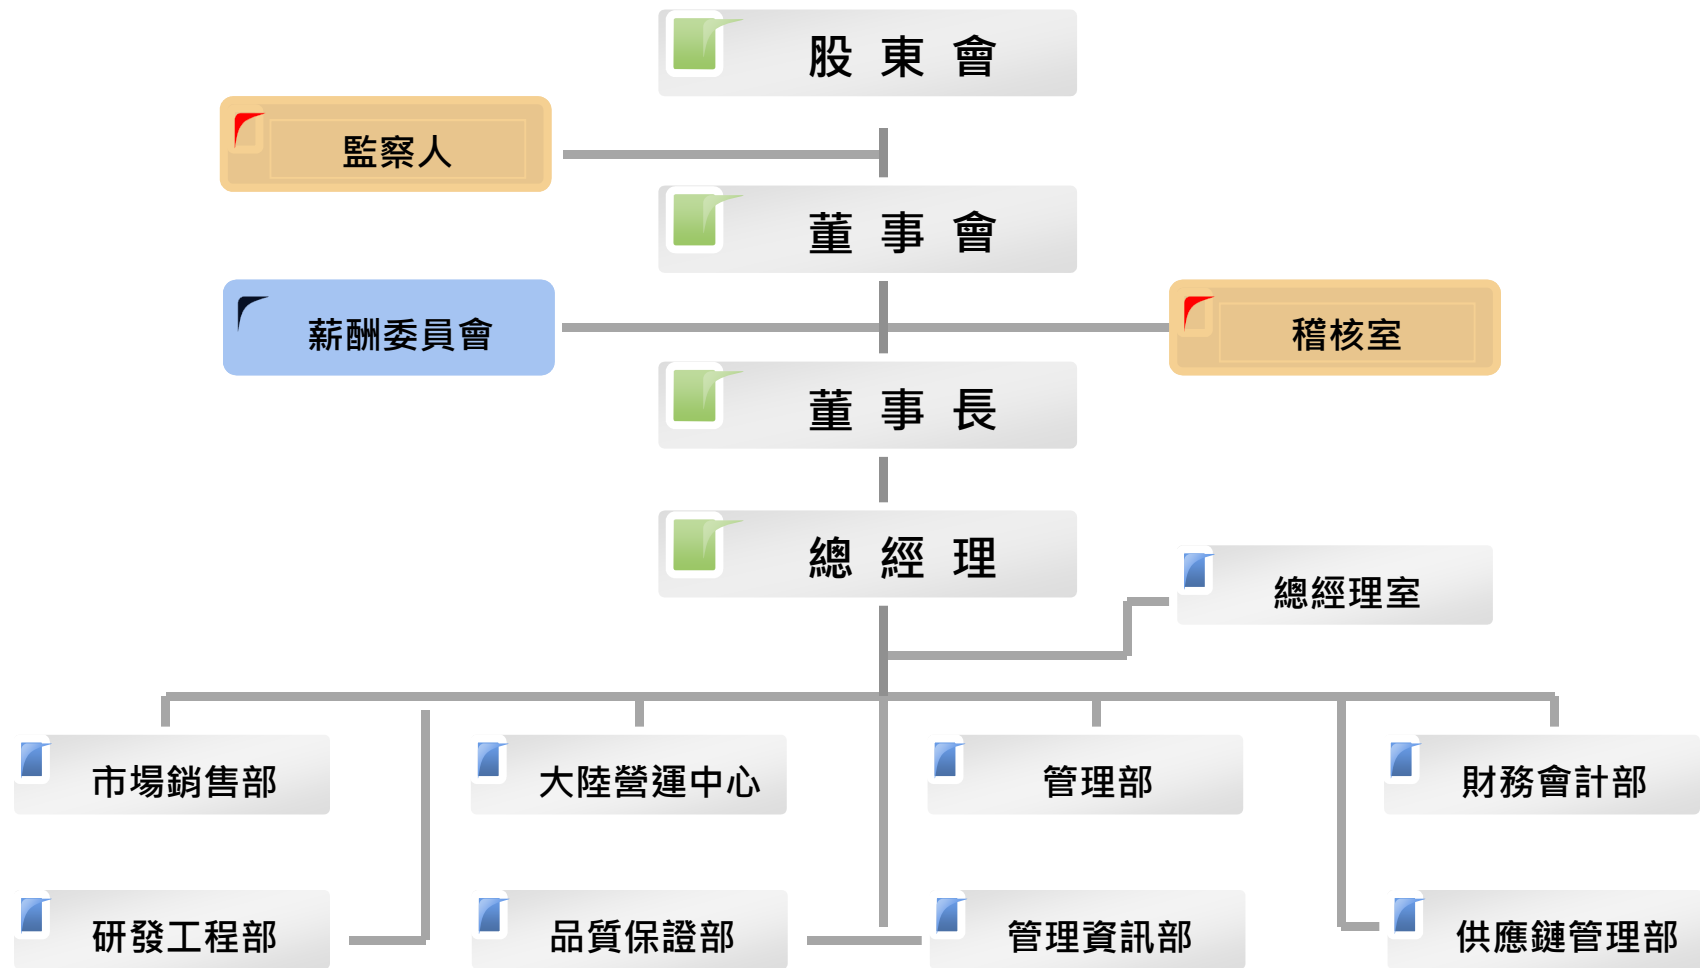 股東會
監察人
董事會
薪酬委員會
稽核室
董事長
總經理
總經理室
市場銷售部
大陸營運中心
管理部
財務會計部
研發工程部
品質保證部
管理資訊部
供應鏈管理部